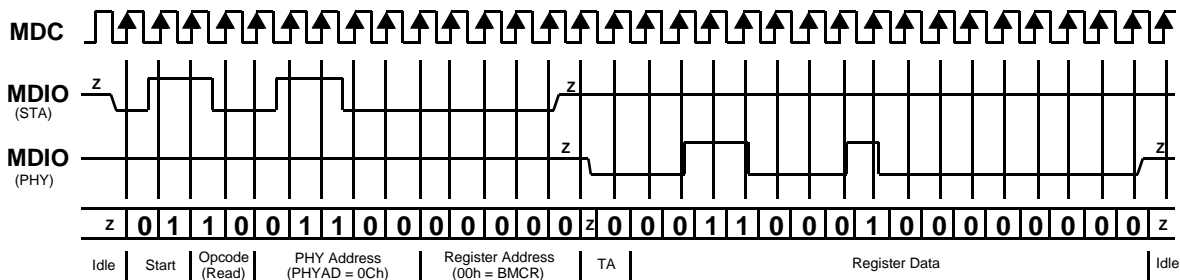 MDC
z
MDIO
(STA)
z
MDIO
(PHY)
z
z
z 0 1 1 0 0 1 1 0 0 0 0 0 0 0 z 0 0 0 1 1 0 0 0 1 0 0 0 0 0 0 0 0 z
Idle
Start
Opcode
(Read)
PHY Address
(PHYAD = 0Ch)
Register Address
(00h = BMCR)
TA
Register Data
Idle